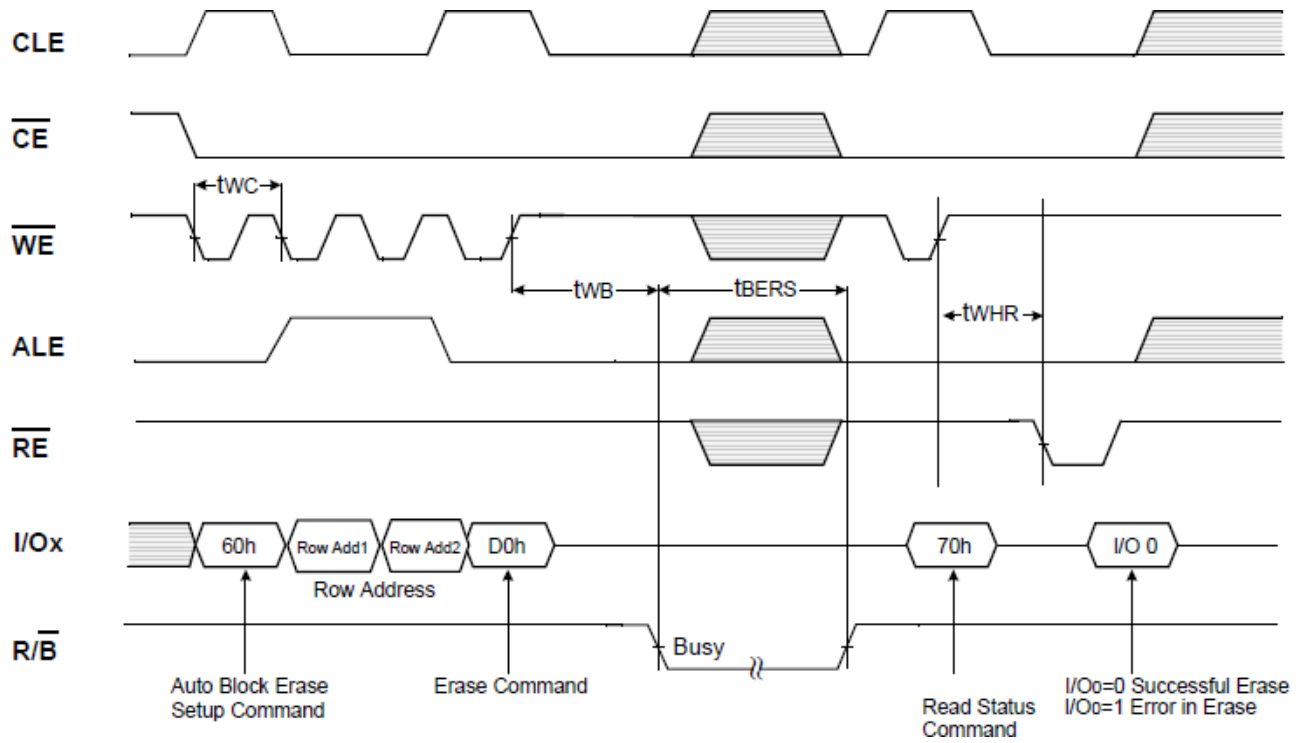 CLE
CE
tWC
WE
tWB
tBERS
tWHR
ALE
RE
I/Ox
60h
Row Add1
Row Add2
D0h
70h
I/O 0
Row Address
R/B
Busy
Auto Block Erase
Setup Command
Erase Command
Read Status
Command
I/O0=0 Successful Erase
I/O0=1 Error in Erase